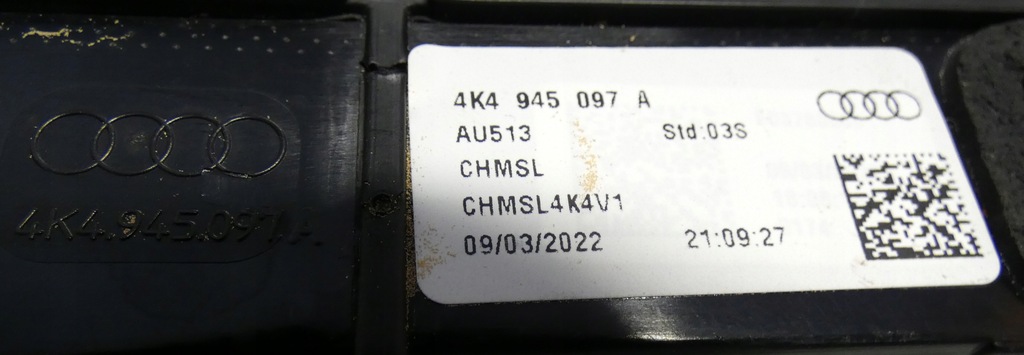 4K4.945.097 A
4K4 945 097 A
AU513 Std:03S
CHMSL
CHMSL4K4V1
09/03/2022 21:09:27